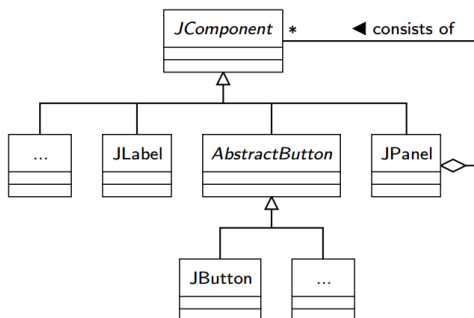 JComponent
* ◀ consists of
...
JLabel
AbstractButton
JPanel
JButton
...